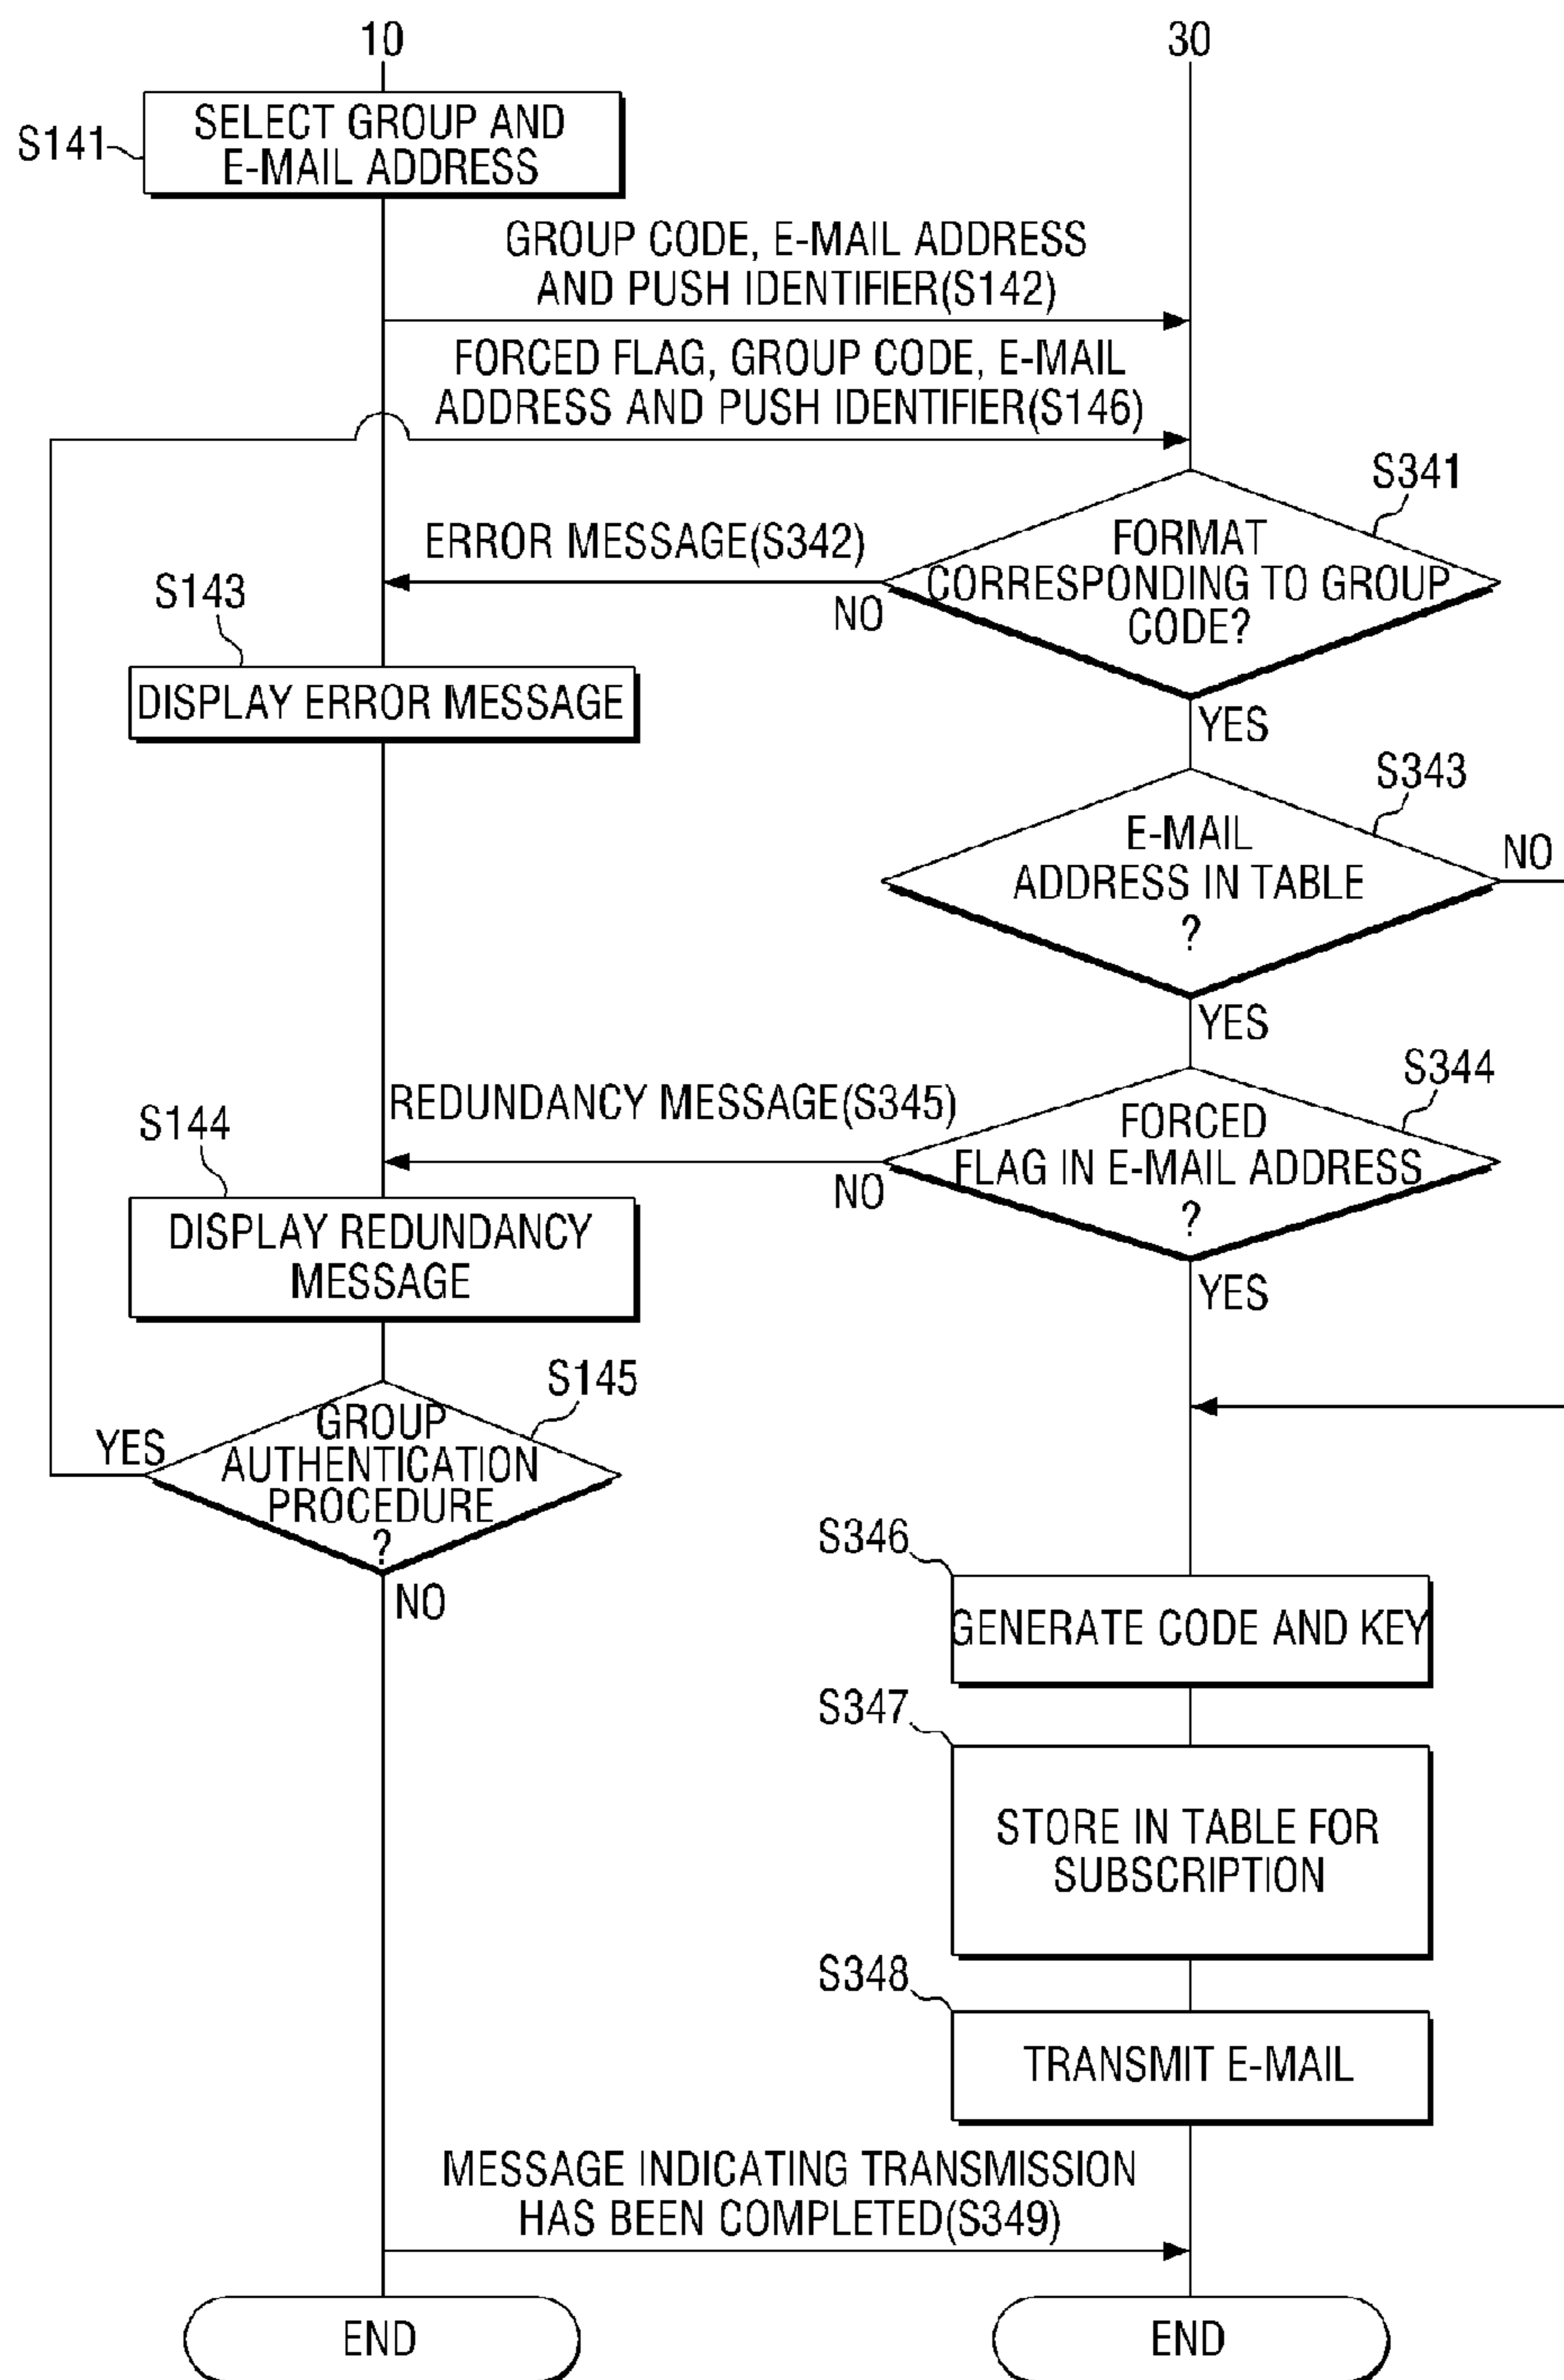 10
30
S141
SELECT GROUP AND
E-MAIL ADDRESS
GROUP CODE, E-MAIL ADDRESS
AND PUSH IDENTIFIER(S142)
FORCED FLAG, GROUP CODE, E-MAIL
ADDRESS AND PUSH IDENTIFIER(S146)
S341
FORMAT
CORRESPONDING TO GROUP
CODE?
ERROR MESSAGE(S342)
NO
S143
DISPLAY ERROR MESSAGE
YES
S343
E-MAIL
ADDRESS IN TABLE
?
NO
YES
S344
FORCED
FLAG IN E-MAIL ADDRESS
?
REDUNDANCY MESSAGE(S345)
NO
S144
DISPLAY REDUNDANCY
MESSAGE
YES
S145
GROUP
AUTHENTICATION
PROCEDURE
?
YES
NO
S346
GENERATE CODE AND KEY
S347
STORE IN TABLE FOR
SUBSCRIPTION
S348
TRANSMIT E-MAIL
MESSAGE INDICATING TRANSMISSION
HAS BEEN COMPLETED(S349)
END
END